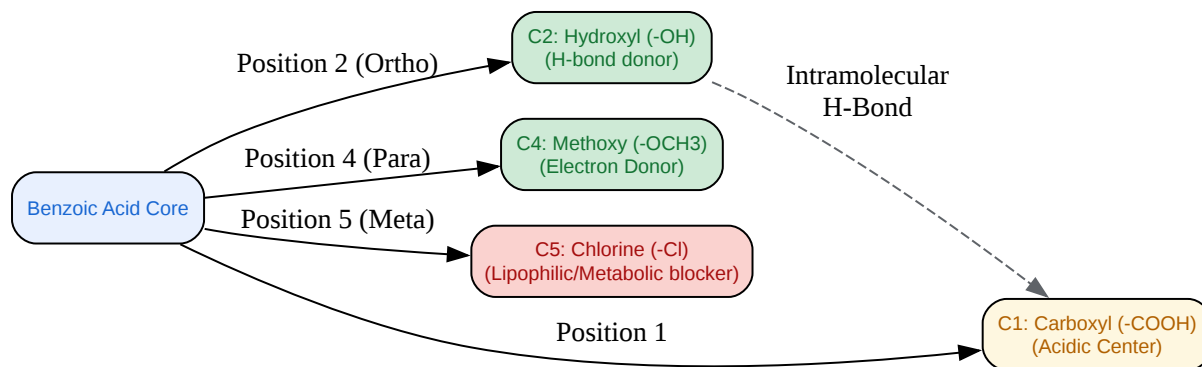 C2: Hydroxyl (-OH)
(H-bond donor)
Position 2 (Ortho)
Intramolecular
H-Bond
C4: Methoxy (-OCH3)
(Electron Donor)
Position 4 (Para)
Benzoic Acid Core
Position 5 (Meta)
C5: Chlorine (-Cl)
(Lipophilic/Metabolic blocker)
Position 1
C1: Carboxyl (-COOH)
(Acidic Center)